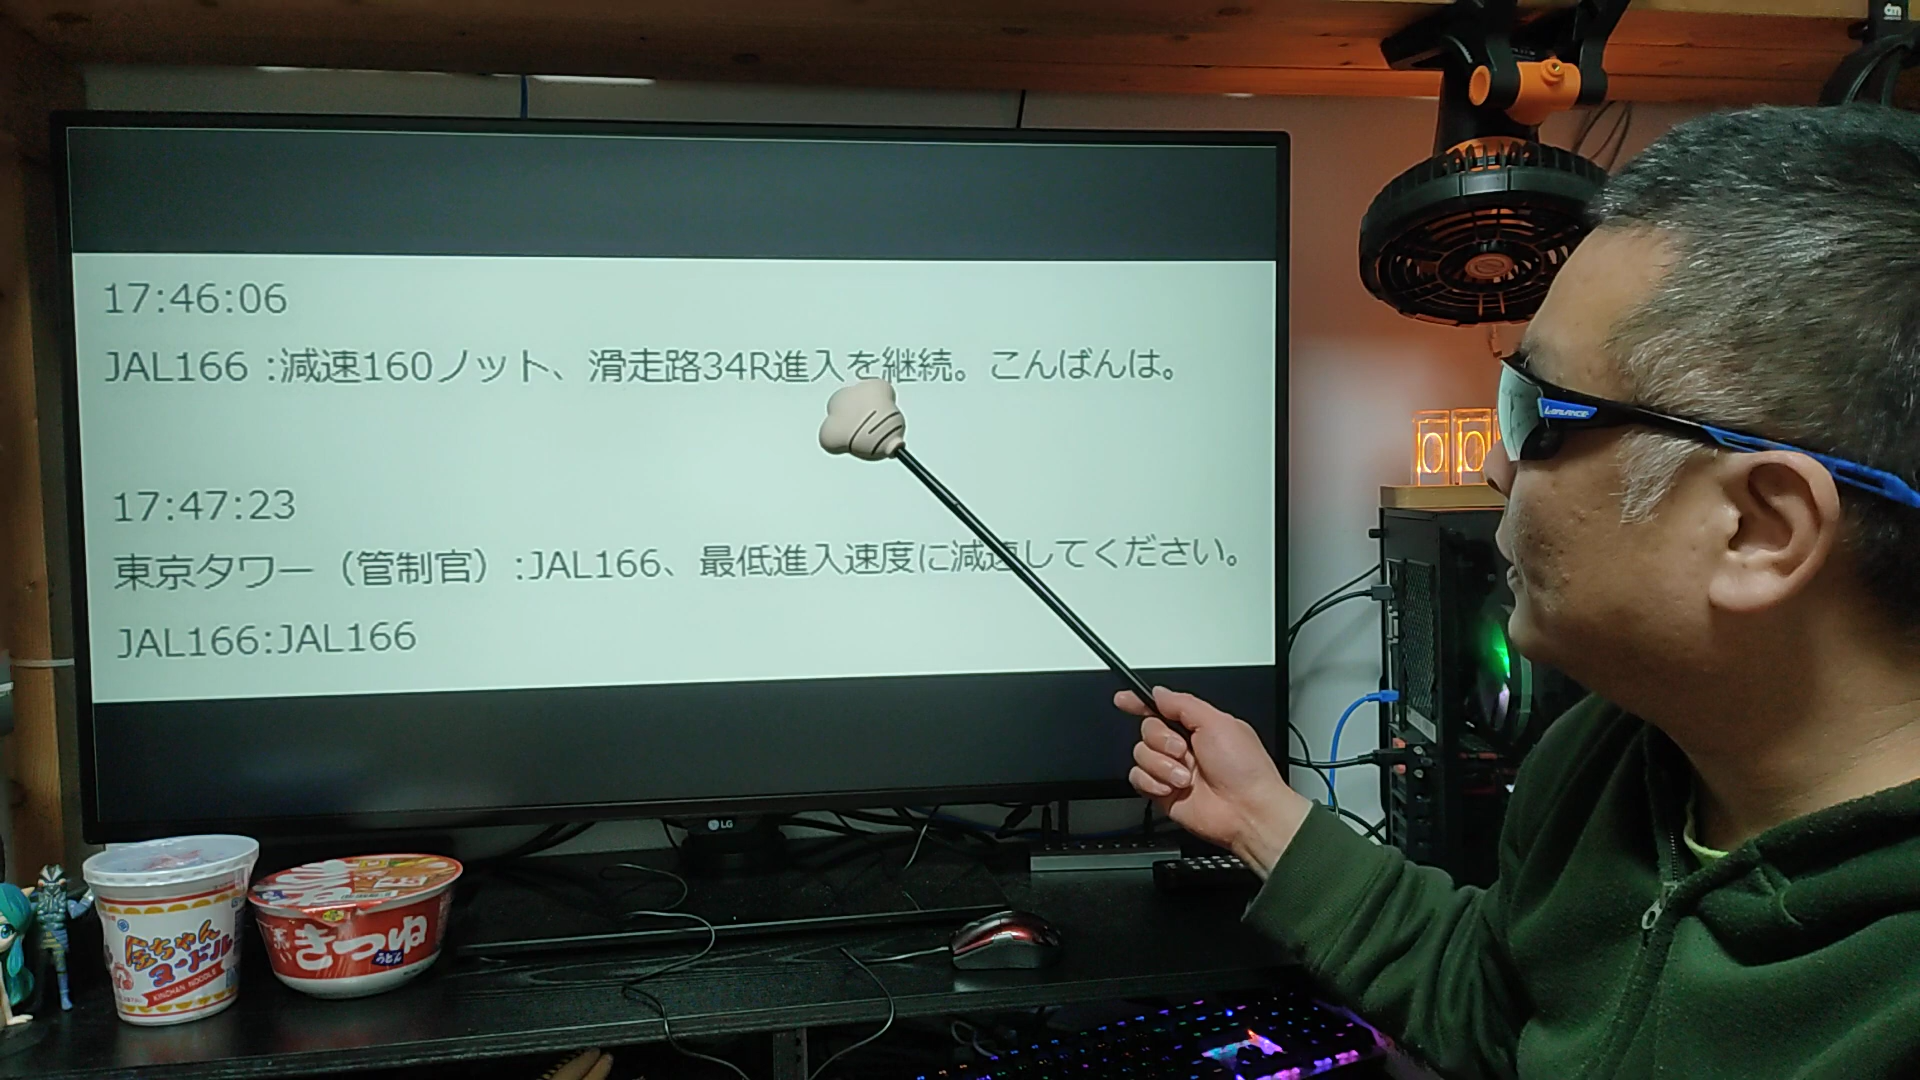 17:46:06
JAL166 :減速160ノット、滑走路34R進入を継続。こんばんは。
17:47:23
東京タワー（管制官）:JAL166、最低進入速度に減速してください。
JAL166:JAL166
LG
金ちゃん
ヌードル
KINCHAN NOODLE
赤い
きつね
うどん
00